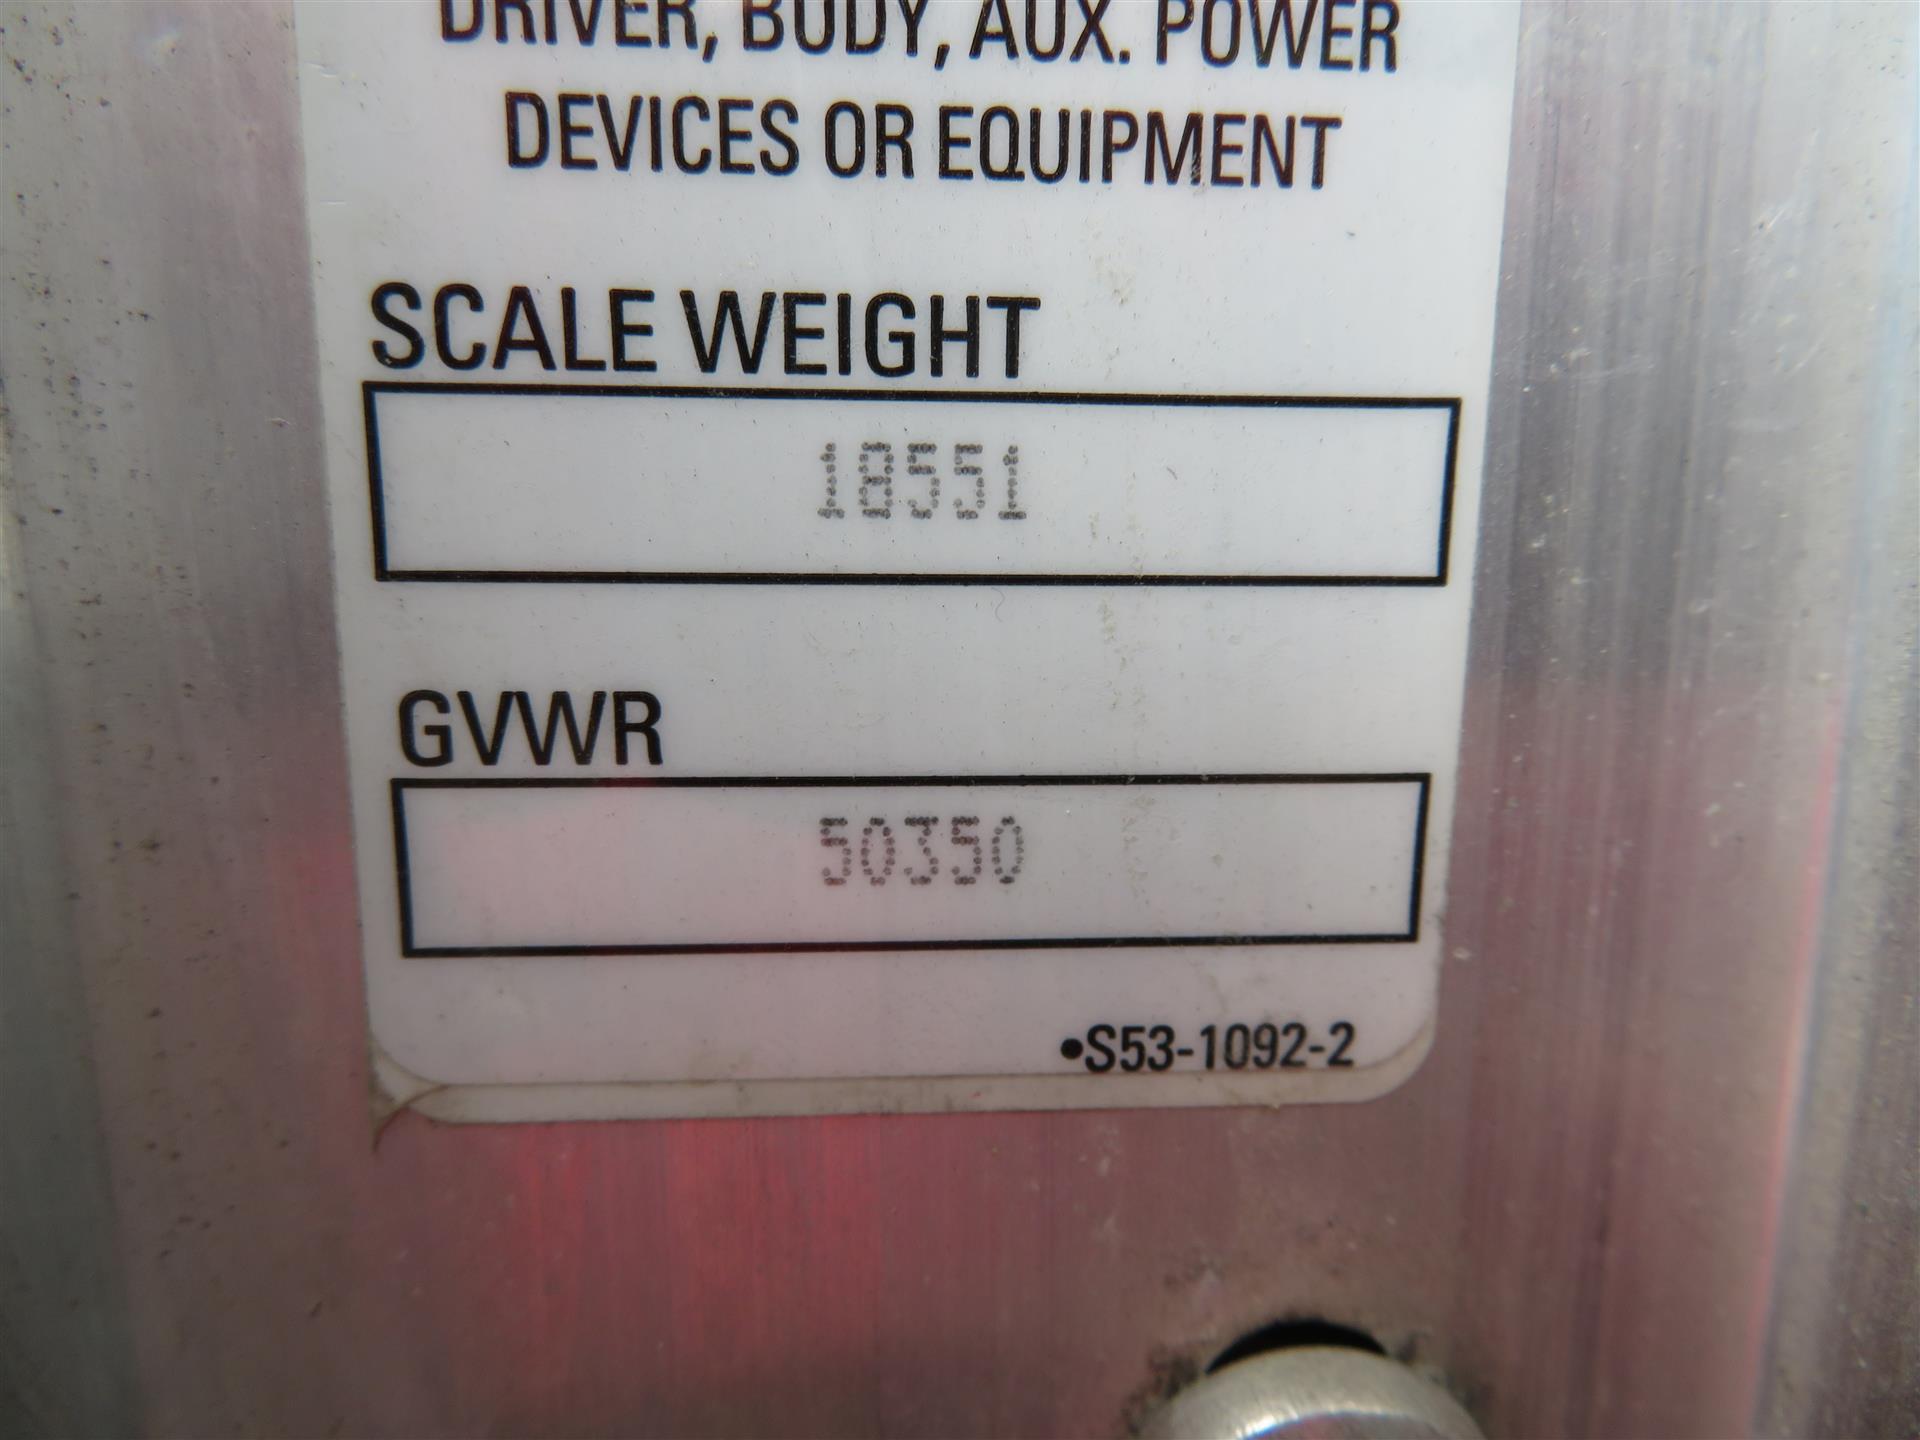 DRIVER, BODY, AUX. POWER
DEVICES OR EQUIPMENT
SCALE WEIGHT
18551
GVWR
50350
•S53-1092-2